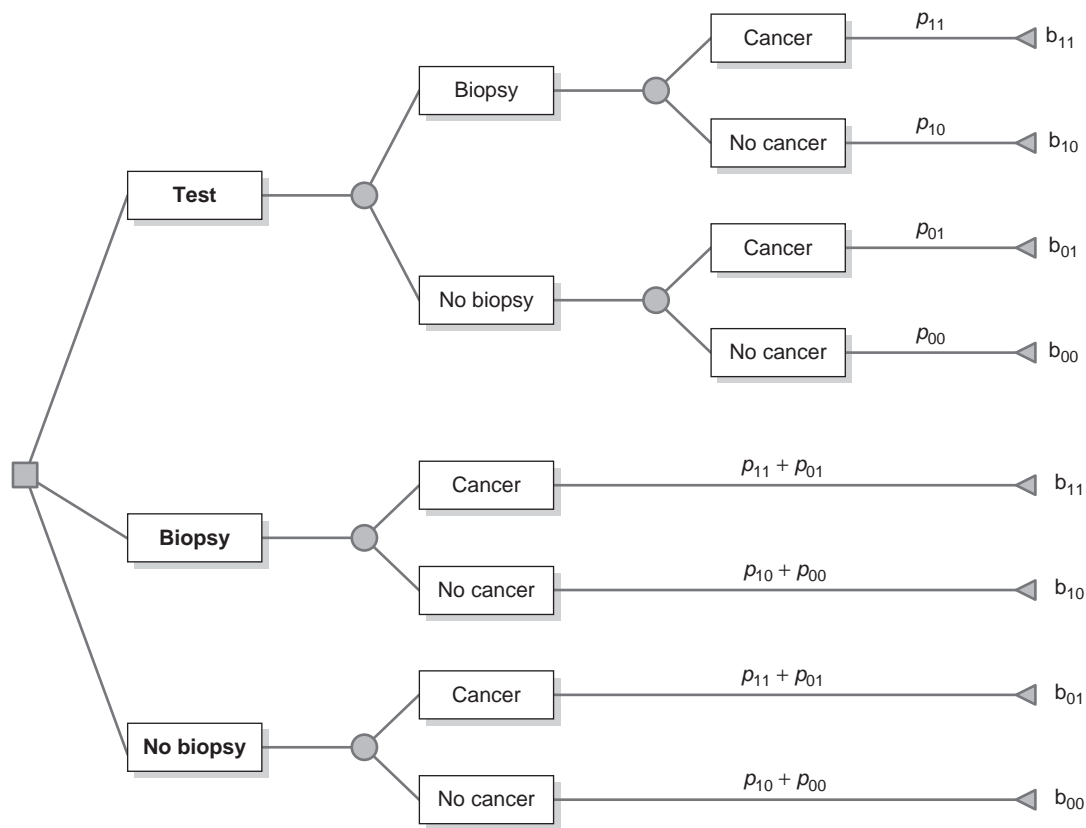 Cancer p₁₁ b₁₁
Biopsy
No cancer p₁₀ b₁₀
Test
Cancer p₀₁ b₀₁
No biopsy
No cancer p₀₀ b₀₀
Cancer p₁₁ + p₀₁ b₁₁
Biopsy
No cancer p₁₀ + p₀₀ b₁₀
Cancer p₁₁ + p₀₁ b₀₁
No biopsy
No cancer p₁₀ + p₀₀ b₀₀